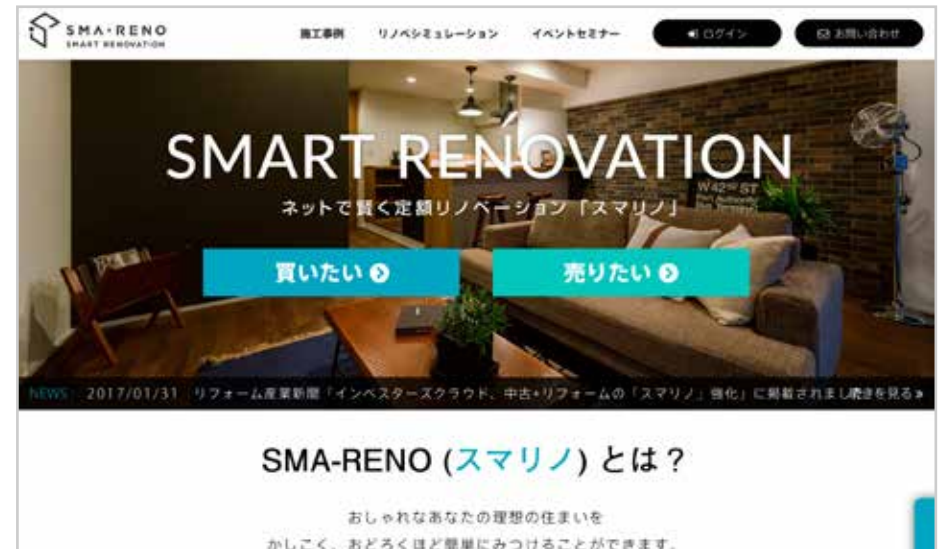 SMA-RENO
SMART RENOVATION
施工事例 リノベシミュレーション イベントセミナー ログイン お問い合わせ
SMART RENOVATION
W 42ND ST
ネットで賢く定額リノベーション「スマリノ」
買いたい
売りたい
NEWS 2017/01/31 リフォーム産業新聞「インベスターズクラウド、中古+リフォームの「スマリノ」強化」に掲載されまし続きを見る»
SMA-RENO (スマリノ) とは?
おしゃれなあなたの理想の住まいを
かしこく、おどろくほど簡単にみつけることができます。